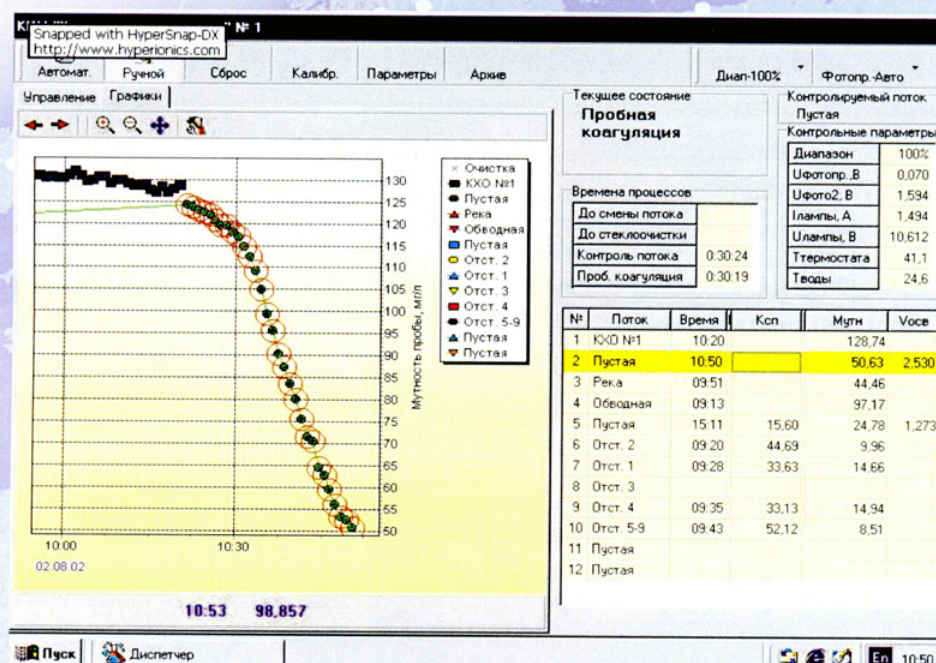 № 1
Snapped with HyperSnap-DX
http://www.hyperionics.com
Автомат. Ручной Сброс Калибр. Параметры Архив Диап-100% Фотопр.-Авто
Управление Графики
Текущее состояние
Пробная
коагуляция
Контролируемый поток
Пустая
Контрольные параметры
Диапазон 100%
Uфотопр.,В 0,070
Uфото2, В 1,594
Iлампы, А 1,494
Uлампы, В 10,612
Tтермостата 41,1
Tводы 24,6
Времена процессов
До смены потока
До стеклоочистки
Контроль потока 0:30:24
Проб. коагуляция 0:30:19
Очистка
КХО №1
Пустая
Река
Обводная
Пустая
Отст. 2
Отст. 1
Отст. 3
Отст. 4
Отст. 5-9
Пустая
Пустая
130
125
120
115
110
105
100
95
90
85
80
75
70
65
60
55
50
Мутность пробы, мг/л
10:00 10:30
02.08.02
10:53 98,857
№ Поток Время Ксп Мутн Vосв
1 КХО №1 10:20 128,74
2 Пустая 10:50 50,63 2,530
3 Река 09:51 44,46
4 Обводная 09:13 97,17
5 Пустая 15:11 15,60 24,78 1,273
6 Отст. 2 09:20 44,69 9,96
7 Отст. 1 09:28 33,63 14,66
8 Отст. 3
9 Отст. 4 09:35 33,13 14,94
10 Отст. 5-9 09:43 52,12 8,51
11 Пустая
12 Пустая
Пуск Диспетчер En 10:50